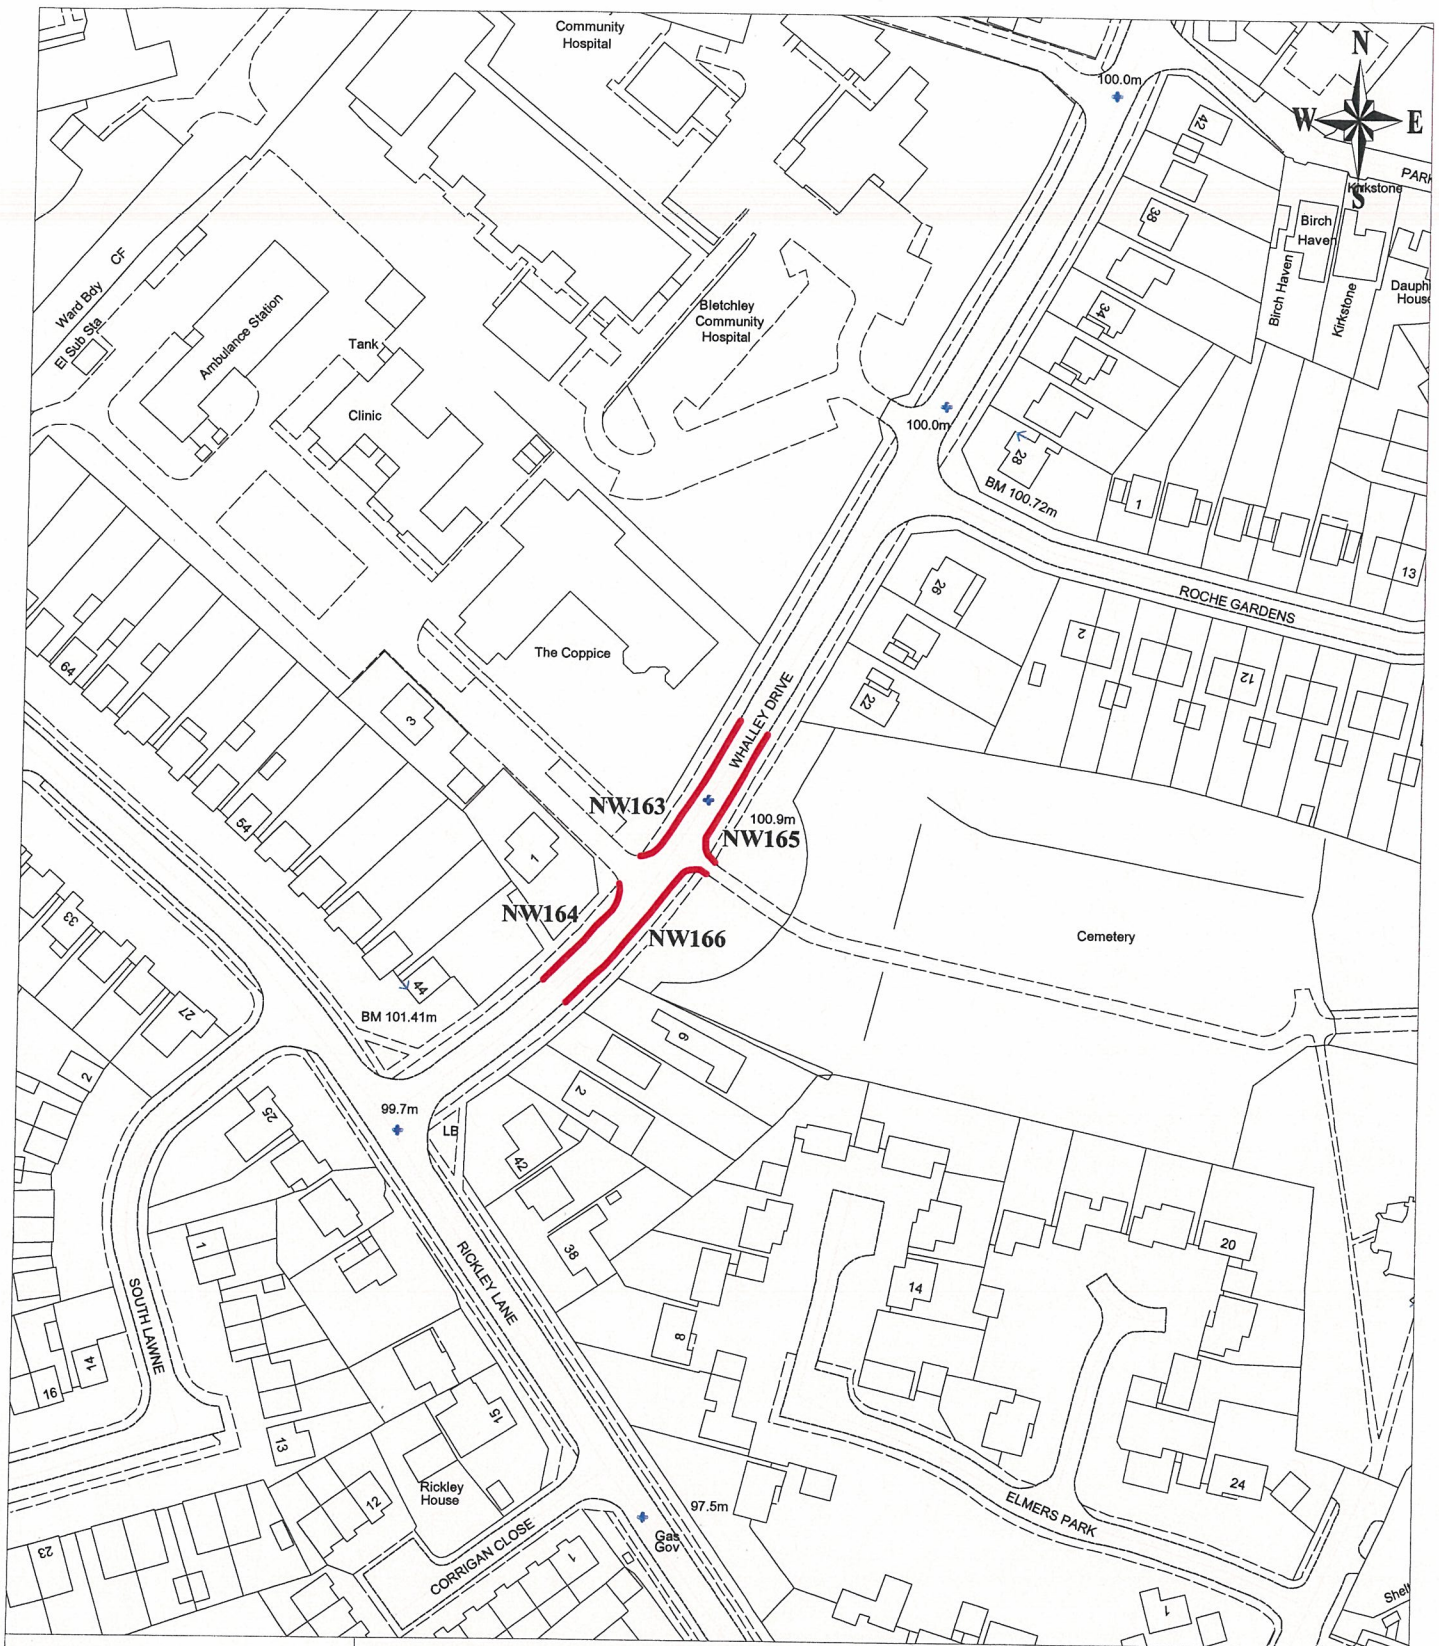 Community
Hospital
100.0m
N
W
E
S
42
PARK
Kirkstone
38
Birch
Haven
Birch Haven
Kirkstone
Ward Bdy
CF
El Sub Sta
Ambulance Station
Tank
Clinic
Bletchley
Community
Hospital
34
100.0m
28
BM 100.72m
1
13
ROCHE GARDENS
26
2
12
22
The Coppice
WHALLEY DRIVE
64
3
54
1
NW163
100.9m
NW165
NW164
NW166
Cemetery
33
27
44
BM 101.41m
2
6
2
25
99.7m
LB
42
38
1
RICKLEY LANE
SOUTH LAWNE
20
14
8
14
16
15
13
12
Rickley
House
24
97.5m
ELMERS PARK
Gas
Gov
CORRIGAN CLOSE
23
1
1